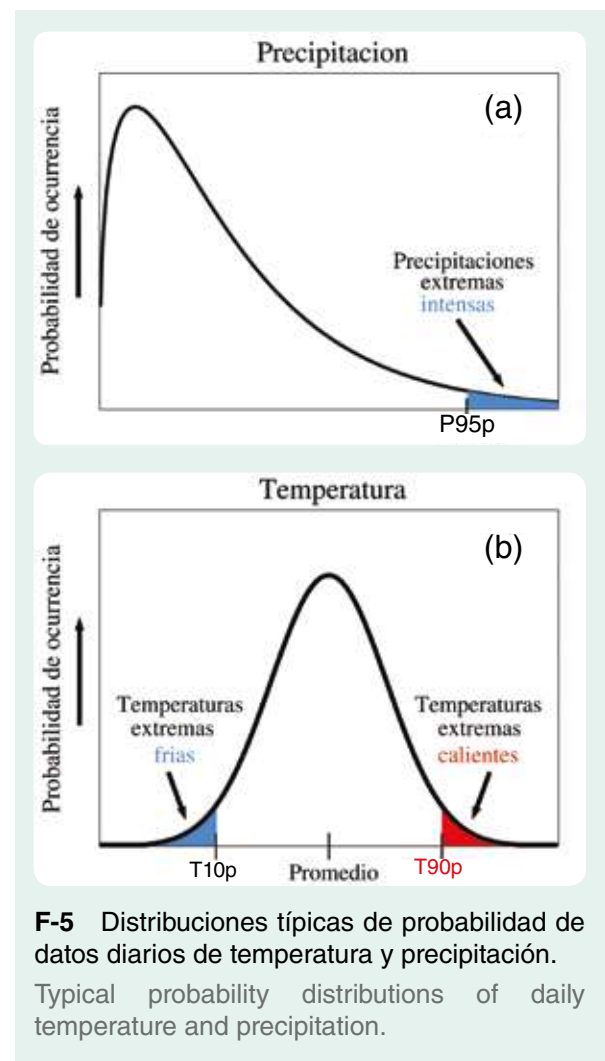 Precipitacion
(a)
Probabilidad de ocurrencia
Precipitaciones
extremas
intensas
P95p
Temperatura
(b)
Probabilidad de ocurrencia
Temperaturas
extremas
frias
Temperaturas
extremas
calientes
T10p
Promedio
T90p
F-5 Distribuciones típicas de probabilidad de
datos diarios de temperatura y precipitación.
Typical probability distributions of daily
temperature and precipitation.